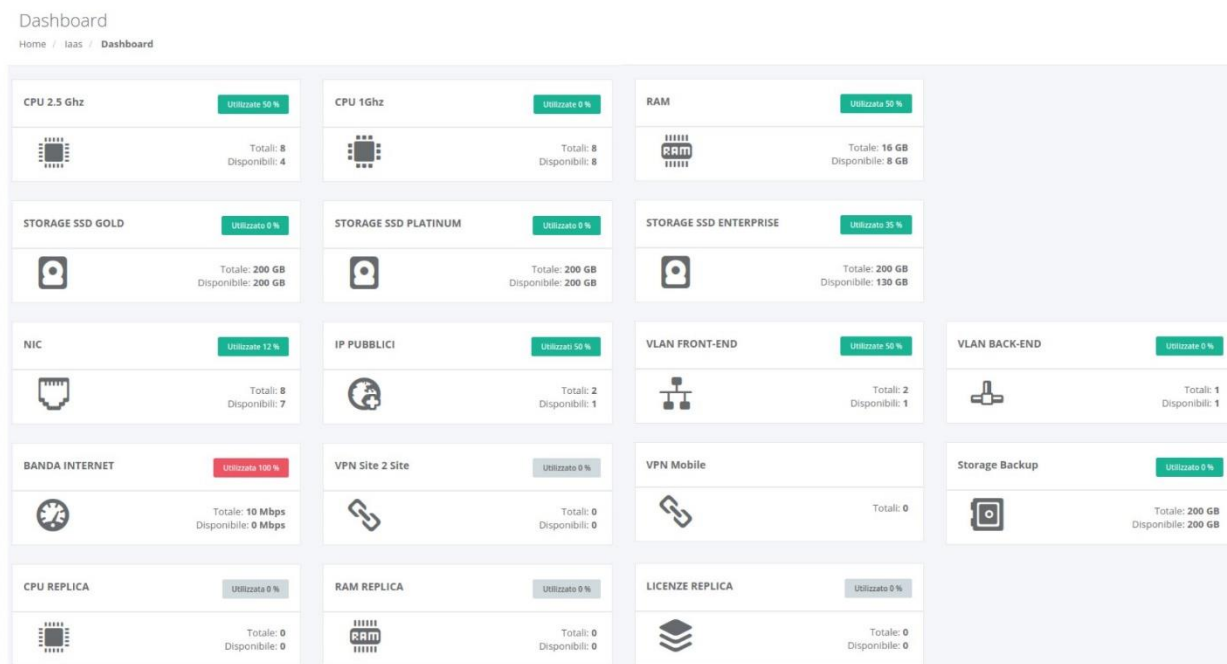 Dashboard
Home / Iaas / Dashboard
CPU 2.5 Ghz
Utilizzate 50 %
Totali: 8
Disponibili: 4
CPU 1Ghz
Utilizzate 0 %
Totali: 8
Disponibili: 8
RAM
Utilizzata 50 %
RAM
Totale: 16 GB
Disponibile: 8 GB
STORAGE SSD GOLD
Utilizzato 0 %
Totale: 200 GB
Disponibile: 200 GB
STORAGE SSD PLATINUM
Utilizzato 0 %
Totale: 200 GB
Disponibile: 200 GB
STORAGE SSD ENTERPRISE
Utilizzato 35 %
Totale: 200 GB
Disponibile: 130 GB
NIC
Utilizzate 12 %
Totali: 8
Disponibili: 7
IP PUBBLICI
Utilizzati 50 %
Totali: 2
Disponibili: 1
VLAN FRONT-END
Utilizzate 50 %
Totali: 2
Disponibili: 1
VLAN BACK-END
Utilizzate 0 %
Totali: 1
Disponibili: 1
BANDA INTERNET
Utilizzata 100 %
Totale: 10 Mbps
Disponibile: 0 Mbps
VPN Site 2 Site
Utilizzato 0 %
Totali: 0
Disponibili: 0
VPN Mobile
Totali: 0
Storage Backup
Utilizzato 0 %
Totale: 200 GB
Disponibile: 200 GB
CPU REPLICA
Utilizzata 0 %
Totale: 0
Disponibile: 0
RAM REPLICA
Utilizzato 0 %
RAM
Totali: 0
Disponibili: 0
LICENZE REPLICA
Utilizzato 0 %
Totale: 0
Disponibile: 0